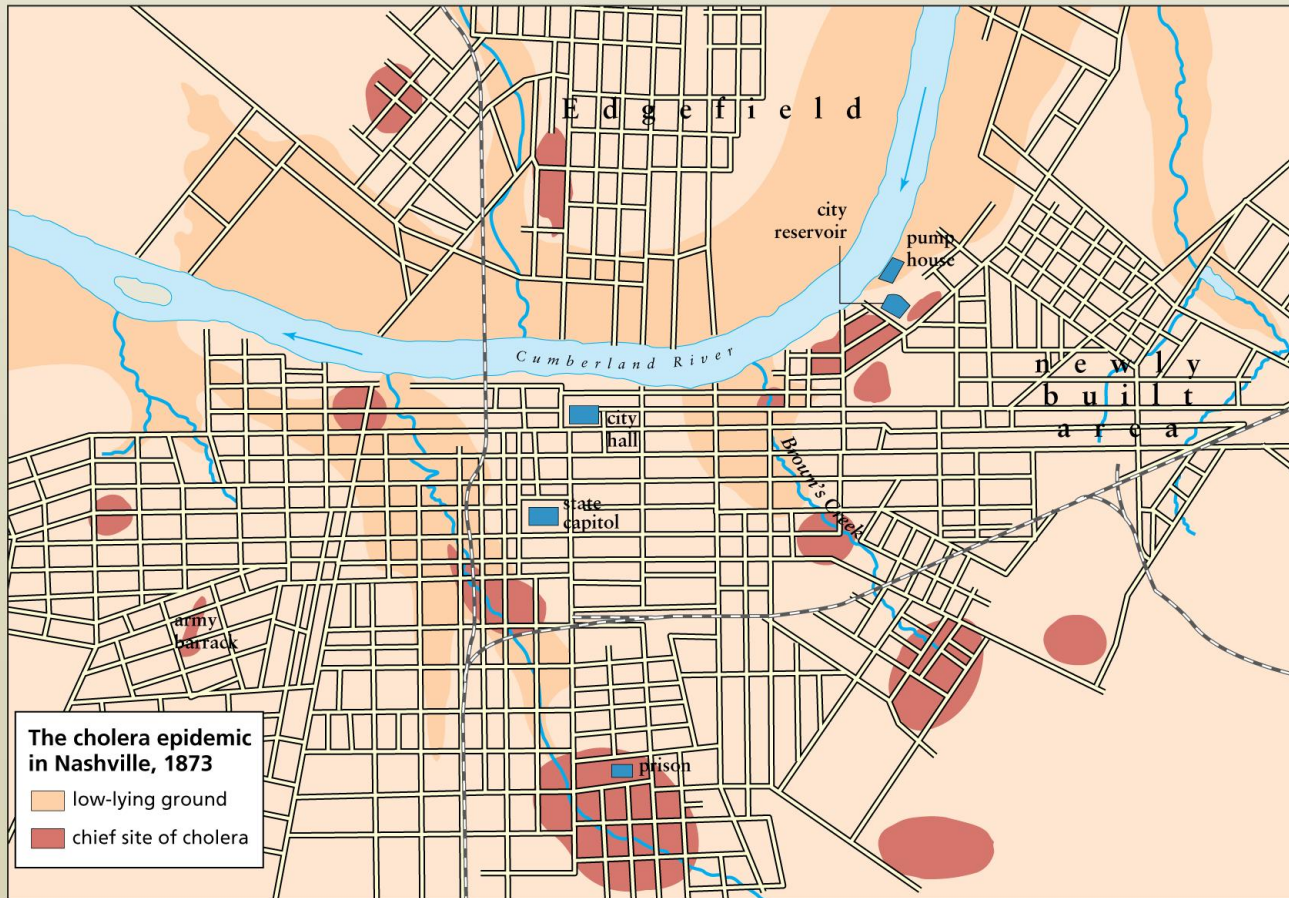 Edgefield
city
reservoir
pump
house
Cumberland River
newly
built
area
city
hall
Brown's Creek
state
capitol
army
barrack
prison
The cholera epidemic
in Nashville, 1873
low-lying ground
chief site of cholera